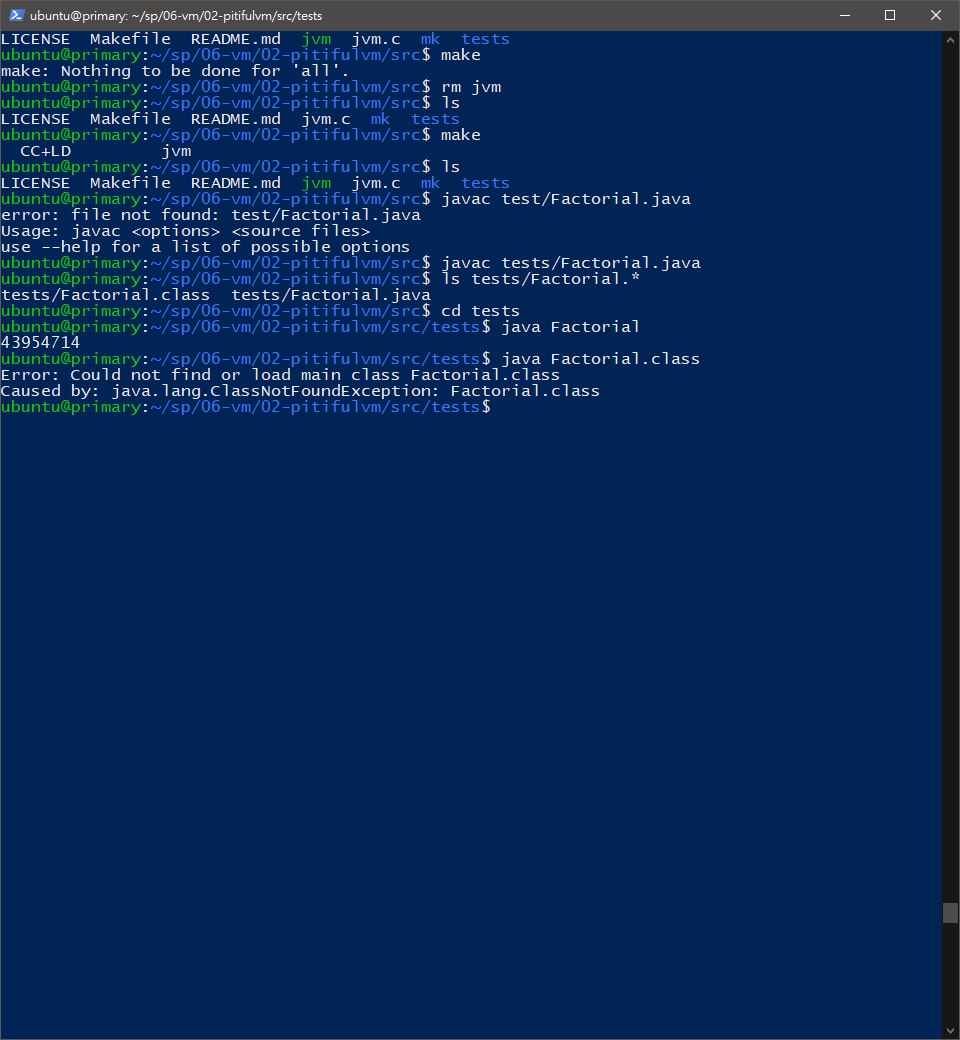 ubuntu@primary: ~/sp/06-vm/02-pitifulvm/src/tests
LICENSE  Makefile  README.md  jvm  jvm.c  mk  tests
ubuntu@primary:~/sp/06-vm/02-pitifulvm/src$ make
make: Nothing to be done for 'all'.
ubuntu@primary:~/sp/06-vm/02-pitifulvm/src$ rm jvm
ubuntu@primary:~/sp/06-vm/02-pitifulvm/src$ ls
LICENSE  Makefile  README.md  jvm.c  mk  tests
ubuntu@primary:~/sp/06-vm/02-pitifulvm/src$ make
  CC+LD         jvm
ubuntu@primary:~/sp/06-vm/02-pitifulvm/src$ ls
LICENSE  Makefile  README.md  jvm  jvm.c  mk  tests
ubuntu@primary:~/sp/06-vm/02-pitifulvm/src$ javac test/Factorial.java
error: file not found: test/Factorial.java
Usage: javac <options> <source files>
use --help for a list of possible options
ubuntu@primary:~/sp/06-vm/02-pitifulvm/src$ javac tests/Factorial.java
ubuntu@primary:~/sp/06-vm/02-pitifulvm/src$ ls tests/Factorial.*
tests/Factorial.class  tests/Factorial.java
ubuntu@primary:~/sp/06-vm/02-pitifulvm/src$ cd tests
ubuntu@primary:~/sp/06-vm/02-pitifulvm/src/tests$ java Factorial
43954714
ubuntu@primary:~/sp/06-vm/02-pitifulvm/src/tests$ java Factorial.class
Error: Could not find or load main class Factorial.class
Caused by: java.lang.ClassNotFoundException: Factorial.class
ubuntu@primary:~/sp/06-vm/02-pitifulvm/src/tests$